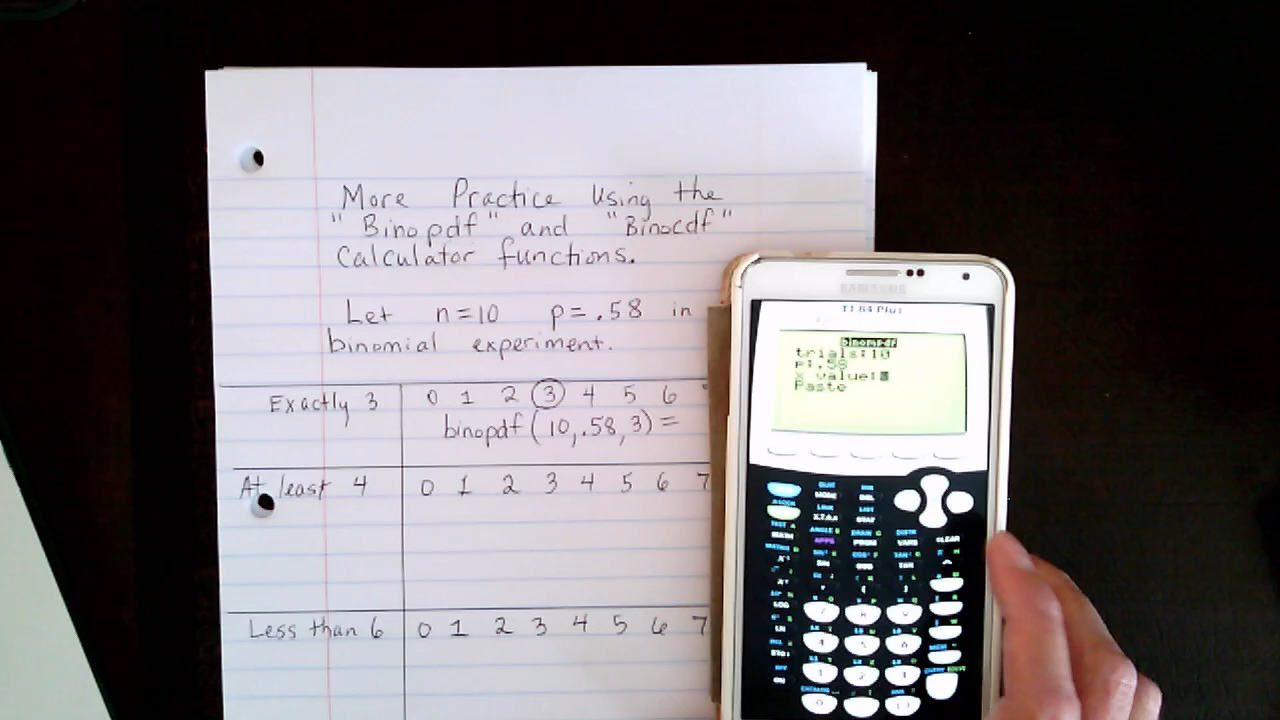 More Practice Using the
"Binopdf" and "Binocdf"
Calculator functions.
Let n=10 p=.58 in
binomial experiment.
Exactly 3 0 1 2 3 4 5 6
binopdf(10,.58,3)=
At least 4 0 1 2 3 4 5 6 7
Less than 6 0 1 2 3 4 5 6 7
SAMSUNG
TI 84 Plus
binompdf
trials:10
p:.58
x value:
Paste